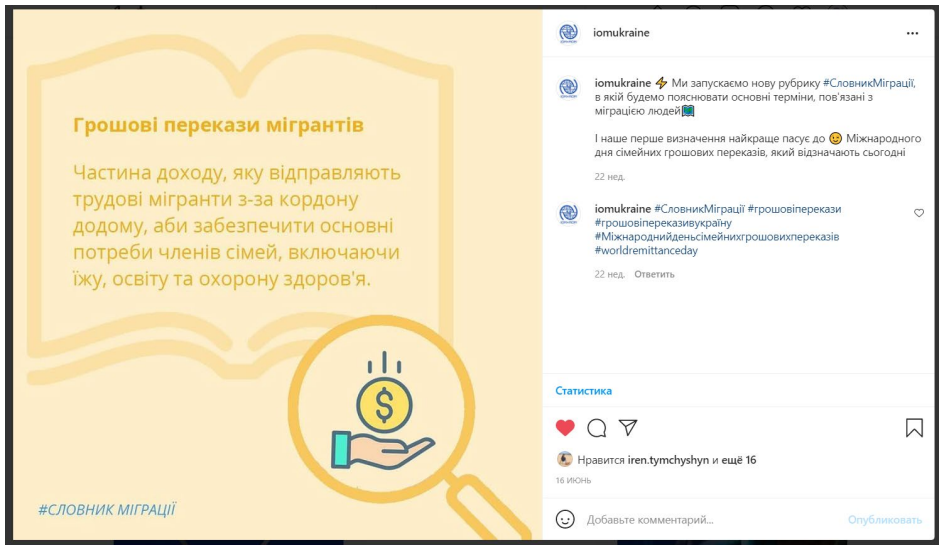 Грошові перекази мігрантів
Частина доходу, яку відправляють
трудові мігранти з-за кордону
додому, аби забезпечити основні
потреби членів сімей, включаючи
їжу, освіту та охорону здоров'я.
$
#СЛОВНИК МІГРАЦІЇ
iomukraine
iomukraine ⚡ Ми запускаємо нову рубрику #СловникМіграції,
в якій будемо пояснювати основні терміни, пов'язані з
міграцією людей
І наше перше визначення найкраще пасує до 😉 Міжнародного
дня сімейних грошових переказів, який відзначають сьогодні
22 нед.
iomukraine #СловникМіграції #грошовіперекази
#грошовіпереказивукраїну
#Міжнароднийденьсімейнихгрошовихпереказів
#worldremittanceday
22 нед. Ответить
Статистика
Нравится iren.tymchyshyn и ещё 16
16 ИЮНЬ
Добавьте комментарий...
Опубликовать